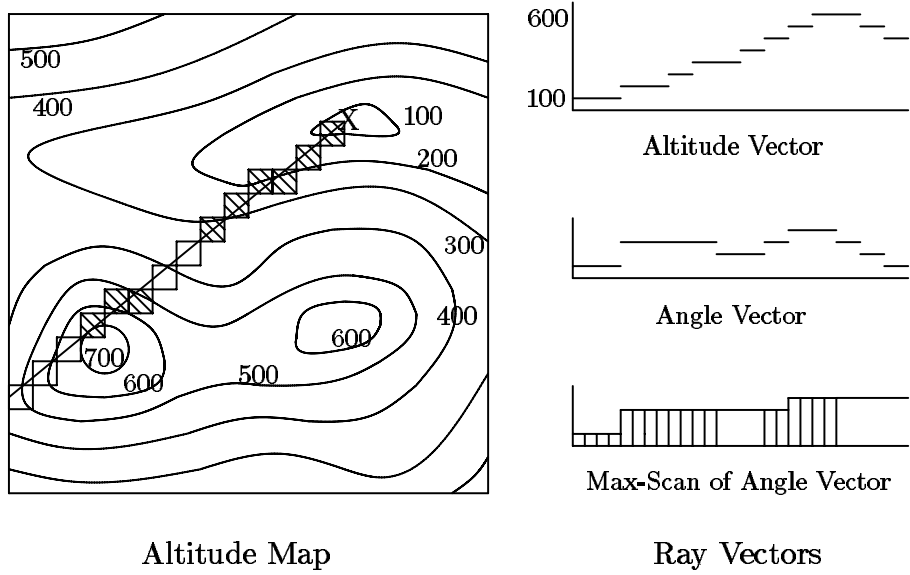 500
400
X
100
200
300
400
600
700
600
500
Altitude Map
600
100
Altitude Vector
Angle Vector
Max-Scan of Angle Vector
Ray Vectors